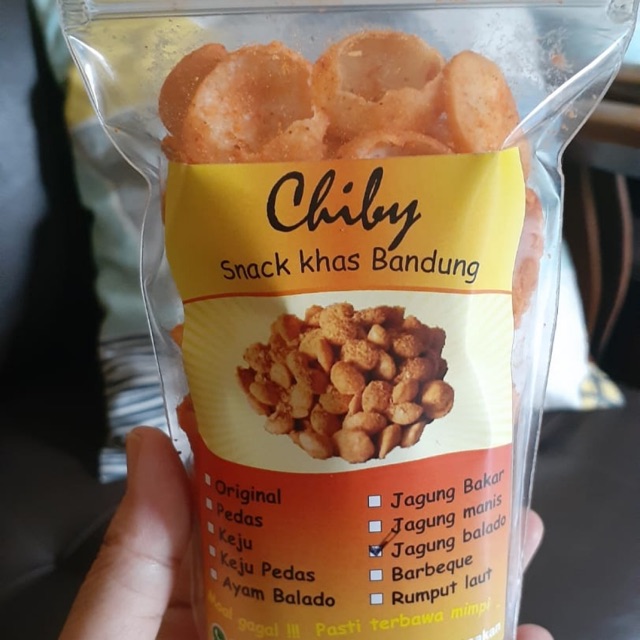 Chiby
Snack khas Bandung
Original
Pedas
Keju
Keju Pedas
Ayam Balado
Jagung Bakar
Jagung manis
Jagung balado
Barbeque
Rumput laut
gagal !!! Pasti terbawa mimpi